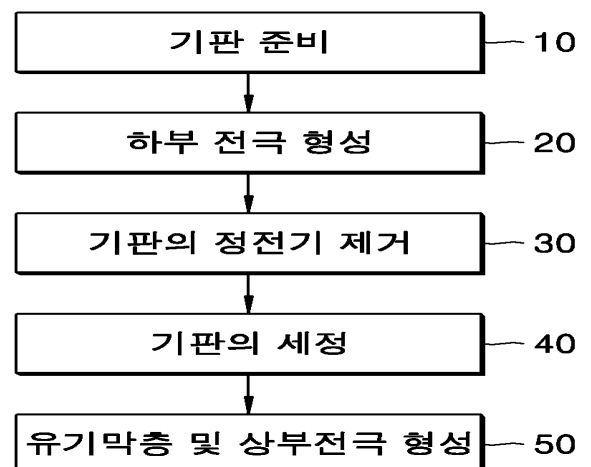 기판 준비 10
하부 전극 형성 20
기판의 정전기 제거 30
기판의 세정 40
유기막층 및 상부전극 형성 50